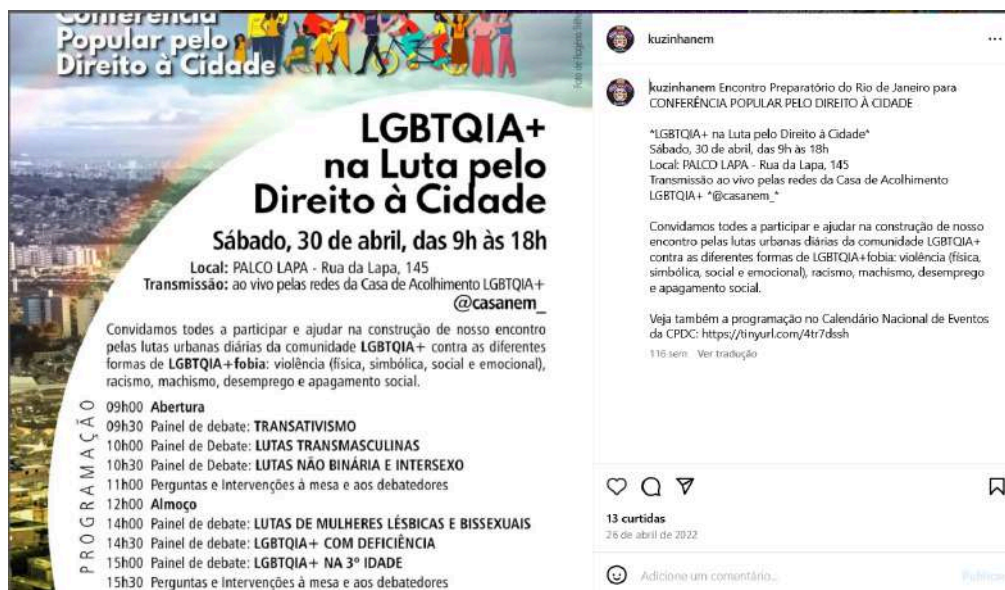 Conferência
Popular pelo
Direito à Cidade
LGBTQIA+
na Luta pelo
Direito à Cidade
Sábado, 30 de abril, das 9h às 18h
Local: PALCO LAPA - Rua da Lapa, 145
Transmissão: ao vivo pelas redes da Casa de Acolhimento LGBTQIA+
@casanem_
Convidamos todes a participar e ajudar na construção de nosso encontro
pelas lutas urbanas diárias da comunidade LGBTQIA+ contra as diferentes
formas de LGBTQIA+fobia: violência (física, simbólica, social e emocional),
racismo, machismo, desemprego e apagamento social.
PROGRAMAÇÃO
09h00 Abertura
09h30 Painel de debate: TRANSATIVISMO
10h00 Painel de Debate: LUTAS TRANSMASCULINAS
10h30 Painel de Debate: LUTAS NÃO BINÁRIA E INTERSEXO
11h00 Perguntas e Intervenções à mesa e aos debatedores
12h00 Almoço
14h00 Painel de debate: LUTAS DE MULHERES LÉSBICAS E BISSEXUAIS
14h30 Painel de debate: LGBTQIA+ COM DEFICIÊNCIA
15h00 Painel de debate: LGBTQIA+ NA 3º IDADE
15h30 Perguntas e Intervenções à mesa e aos debatedores
kuzinhanem
kuzinhanem Encontro Preparatório do Rio de Janeiro para
CONFERÊNCIA POPULAR PELO DIREITO À CIDADE
*LGBTQIA+ na Luta pelo Direito à Cidade*
Sábado, 30 de abril, das 9h às 18h
Local: PALCO LAPA - Rua da Lapa, 145
Transmissão ao vivo pelas redes da Casa de Acolhimento
LGBTQIA+ *@casanem_*
Convidamos todes a participar e ajudar na construção de nosso
encontro pelas lutas urbanas diárias da comunidade LGBTQIA+
contra as diferentes formas de LGBTQIA+fobia: violência (física,
simbólica, social e emocional), racismo, machismo, desemprego
e apagamento social.
Veja também a programação no Calendário Nacional de Eventos
da CPDC: https://tinyurl.com/4tr7dssh
116 sem Ver tradução
13 curtidas
26 de abril de 2022
Adicione um comentário...